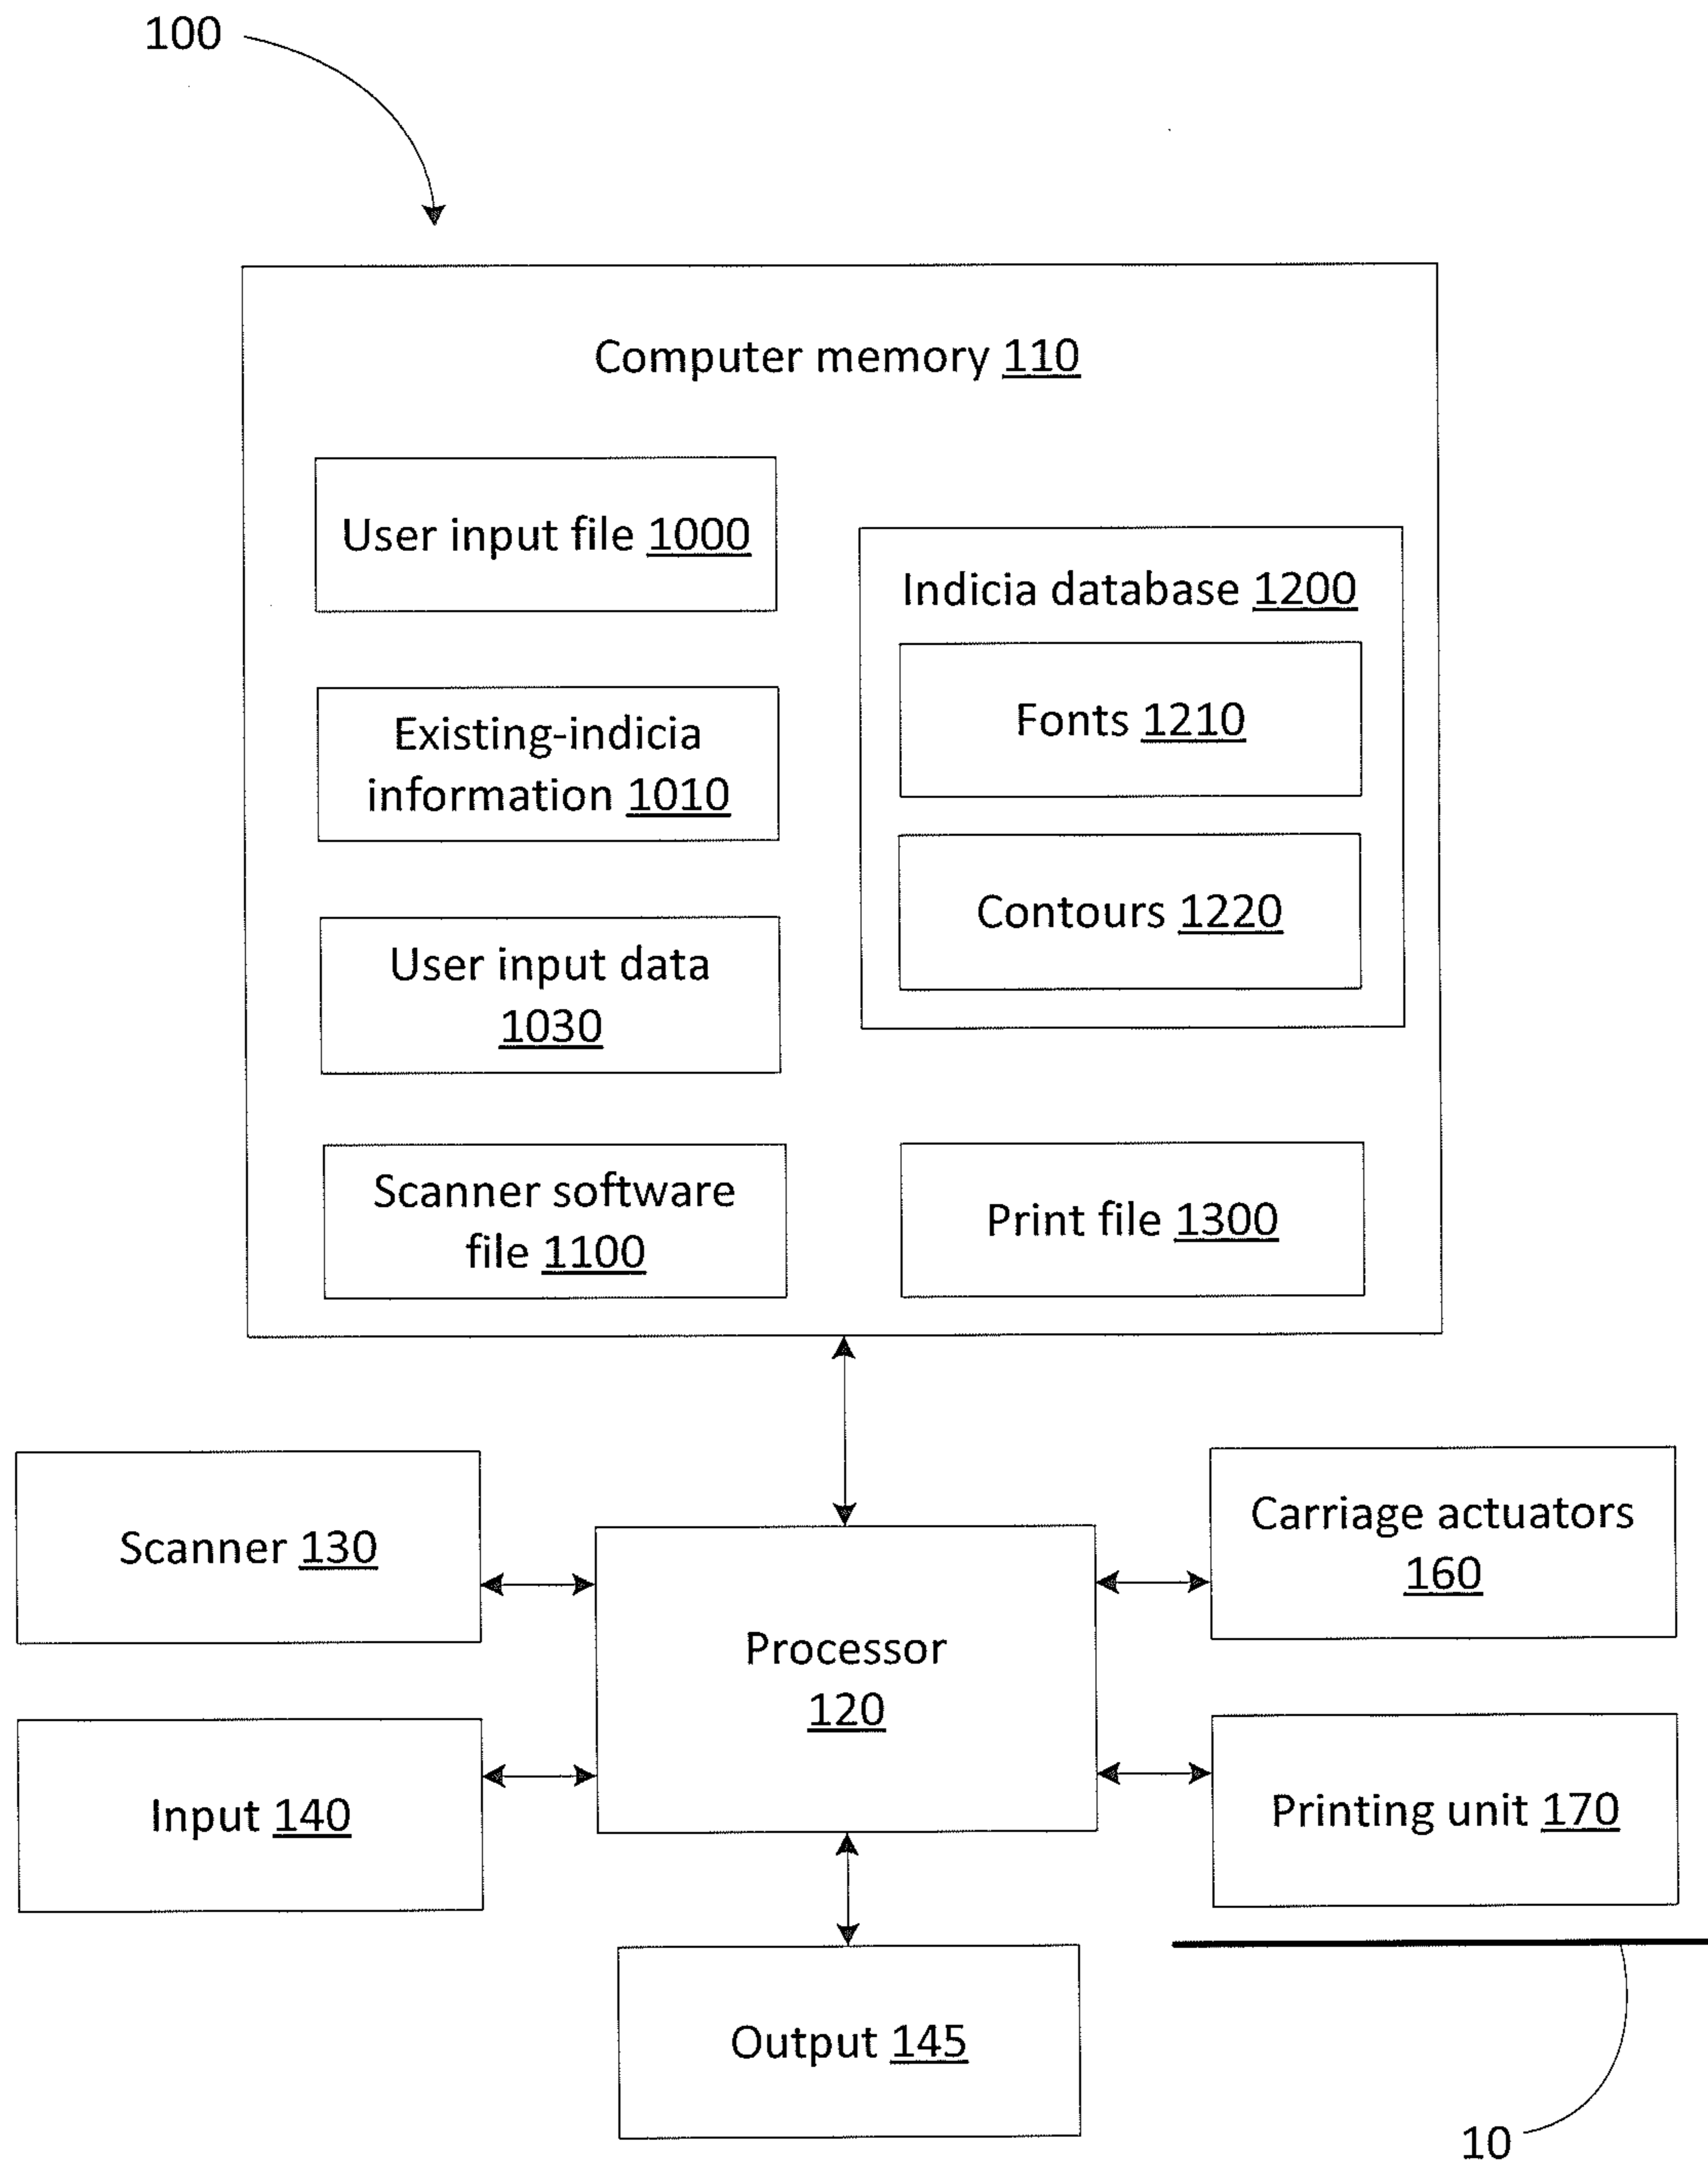 100
Computer memory 110
User input file 1000
Existing-indicia
information 1010
User input data
1030
Scanner software
file 1100
Indicia database 1200
Fonts 1210
Contours 1220
Print file 1300
Scanner 130
Input 140
Processor
120
Carriage actuators
160
Printing unit 170
Output 145
10